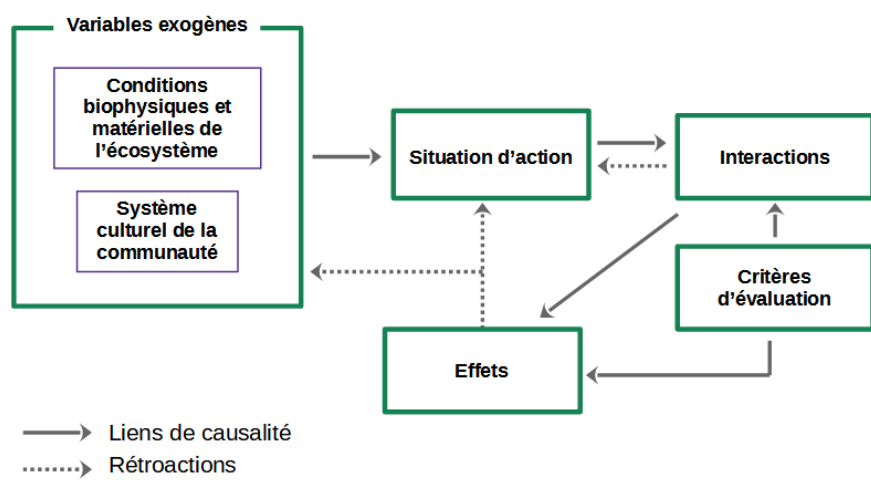 Variables exogènes
Conditions
biophysiques et
matérielles de
l'écosystème
Système
culturel de la
communauté
Situation d'action
Interactions
Critères
d'évaluation
Effets
Liens de causalité
Rétroactions